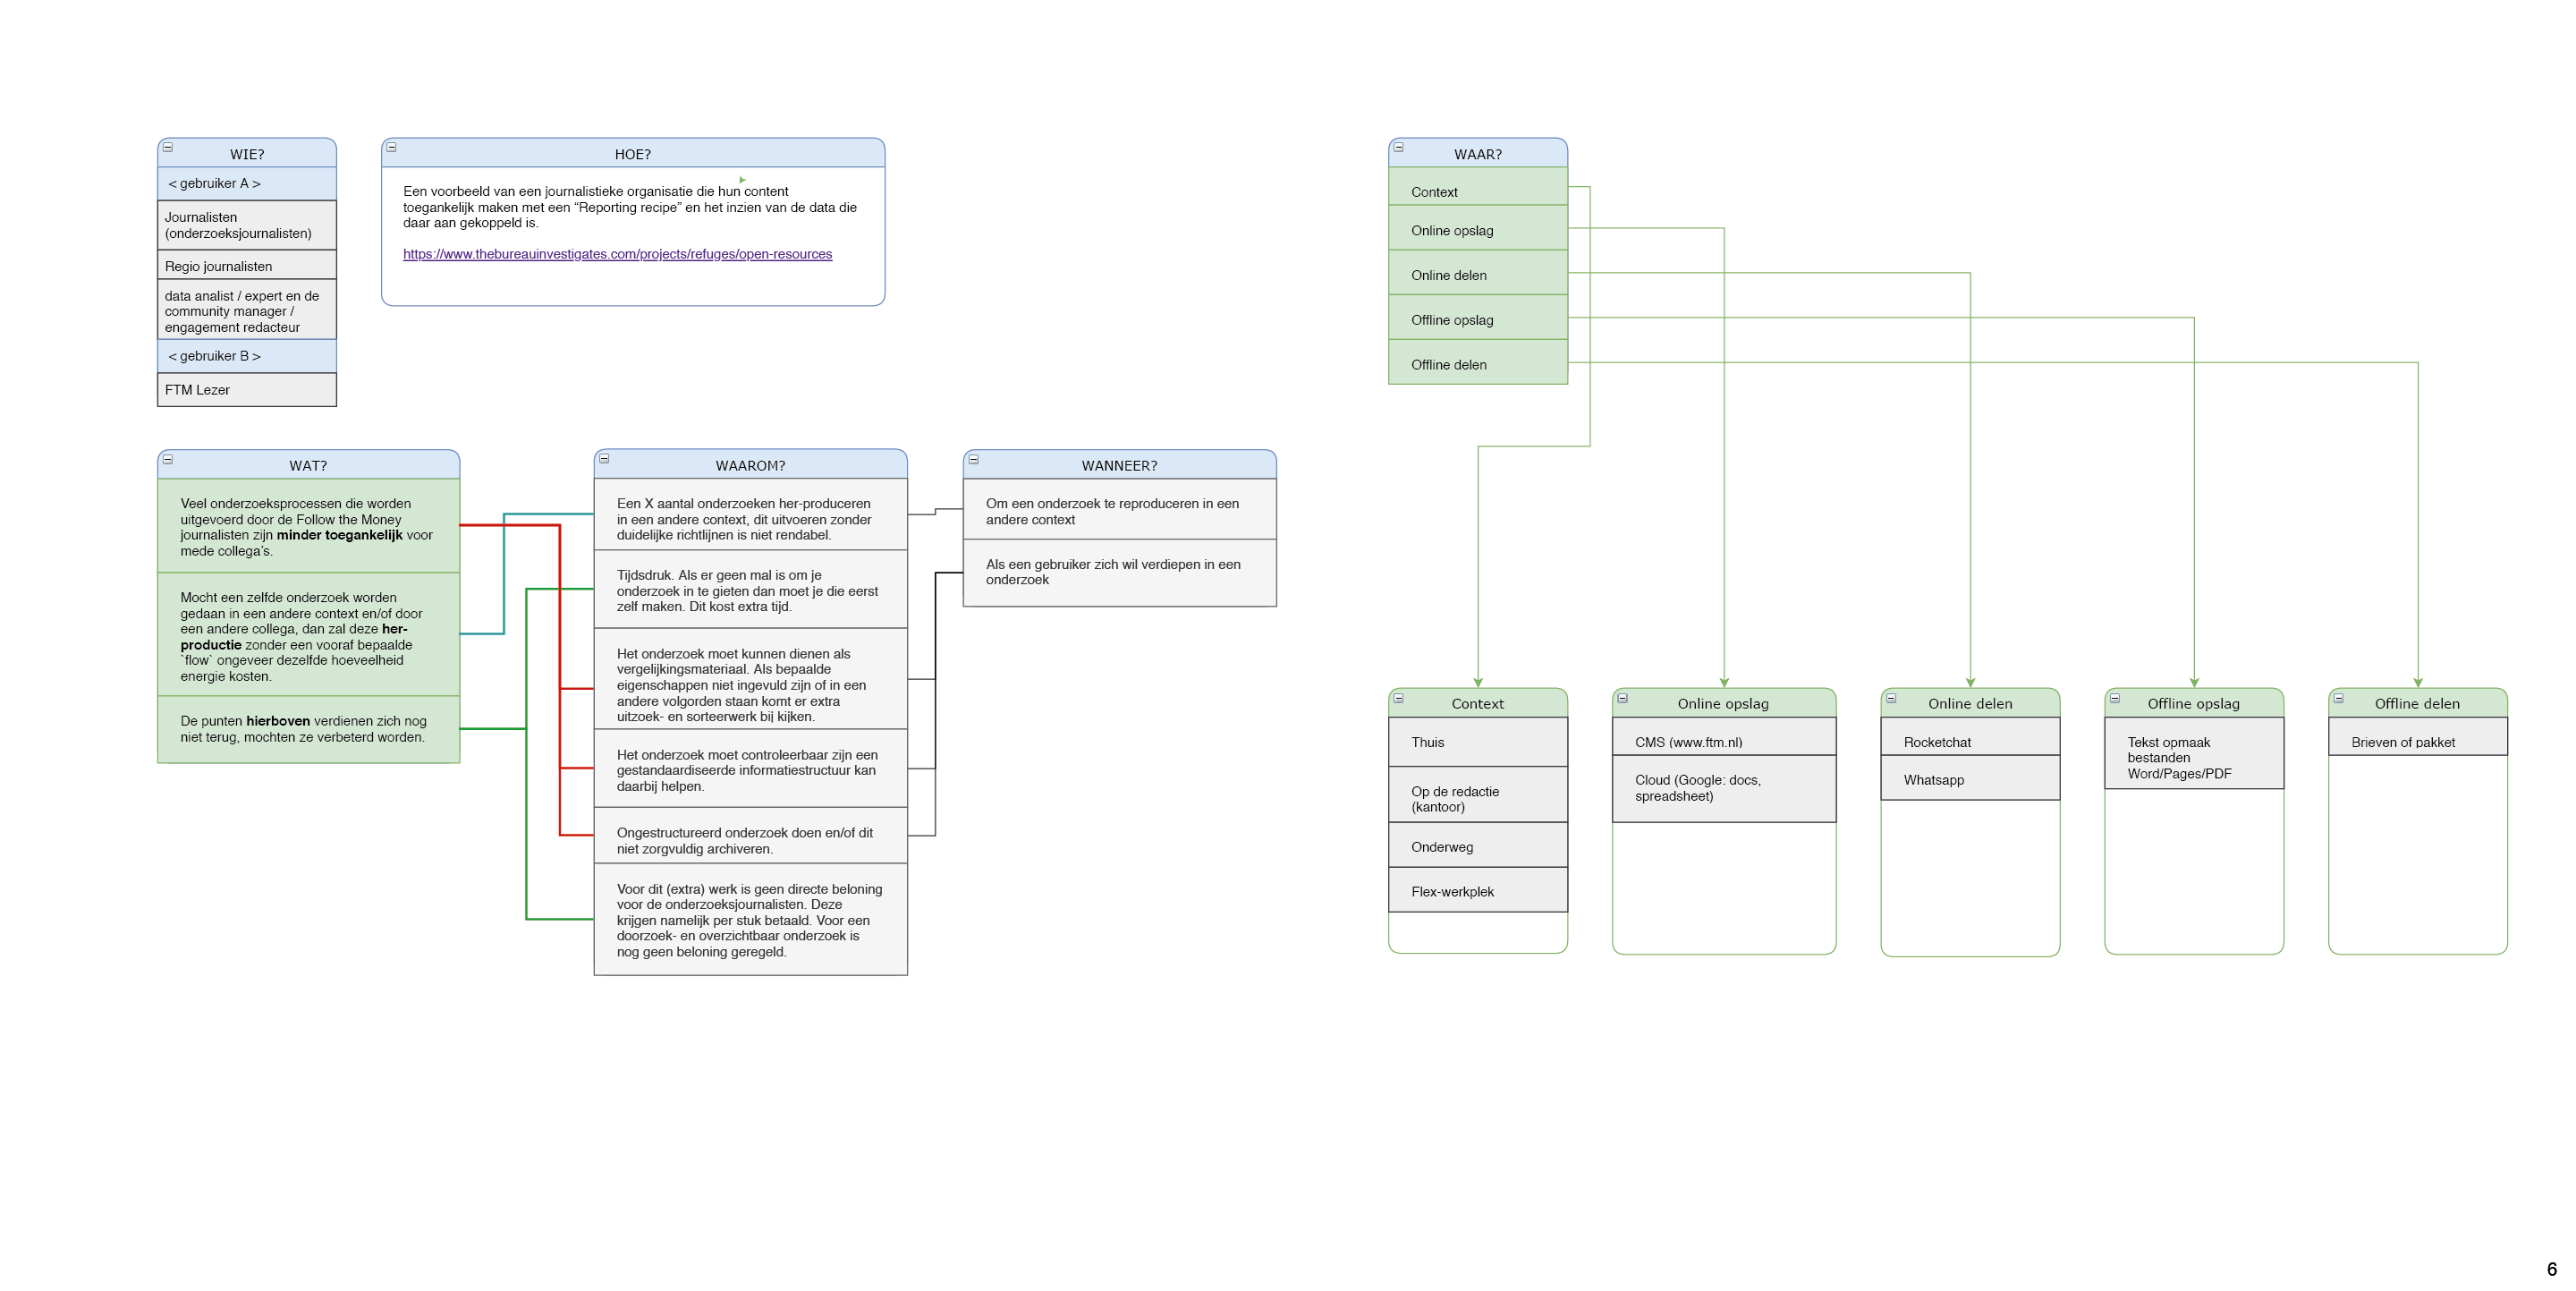 WIE?
< gebruiker A >
Journalisten
(onderzoeksjournalisten)
Regio journalisten
data analist / expert en de
community manager /
engagement redacteur
< gebruiker B >
FTM Lezer
HOE?
Een voorbeeld van een journalistieke organisatie die hun content
toegankelijk maken met een “Reporting recipe” en het inzien van de data die
daar aan gekoppeld is.
https://www.thebureauinvestigates.com/projects/refuges/open-resources
WAT?
Veel onderzoeksprocessen die worden
uitgevoerd door de Follow the Money
journalisten zijn minder toegankelijk voor
mede collega’s.
Mocht een zelfde onderzoek worden
gedaan in een andere context en/of door
een andere collega, dan zal deze her-
productie zonder een vooraf bepaalde
`flow` ongeveer dezelfde hoeveelheid
energie kosten.
De punten hierboven verdienen zich nog
niet terug, mochten ze verbeterd worden.
WAAROM?
Een X aantal onderzoeken her-produceren
in een andere context, dit uitvoeren zonder
duidelijke richtlijnen is niet rendabel.
Tijdsdruk. Als er geen mal is om je
onderzoek in te gieten dan moet je die eerst
zelf maken. Dit kost extra tijd.
Het onderzoek moet kunnen dienen als
vergelijkingsmateriaal. Als bepaalde
eigenschappen niet ingevuld zijn of in een
andere volgorden staan komt er extra
uitzoek- en sorteerwerk bij kijken.
Het onderzoek moet controleerbaar zijn een
gestandaardiseerde informatiestructuur kan
daarbij helpen.
Ongestructureerd onderzoek doen en/of dit
niet zorgvuldig archiveren.
Voor dit (extra) werk is geen directe beloning
voor de onderzoeksjournalisten. Deze
krijgen namelijk per stuk betaald. Voor een
doorzoek- en overzichtbaar onderzoek is
nog geen beloning geregeld.
WANNEER?
Om een onderzoek te reproduceren in een
andere context
Als een gebruiker zich wil verdiepen in een
onderzoek
WAAR?
Context
Online opslag
Online delen
Offline opslag
Offline delen
Context
Thuis
Op de redactie
(kantoor)
Onderweg
Flex-werkplek
Online opslag
CMS (www.ftm.nl)
Cloud (Google: docs,
spreadsheet)
Online delen
Rocketchat
Whatsapp
Offline opslag
Tekst opmaak
bestanden
Word/Pages/PDF
Offline delen
Brieven of pakket
6